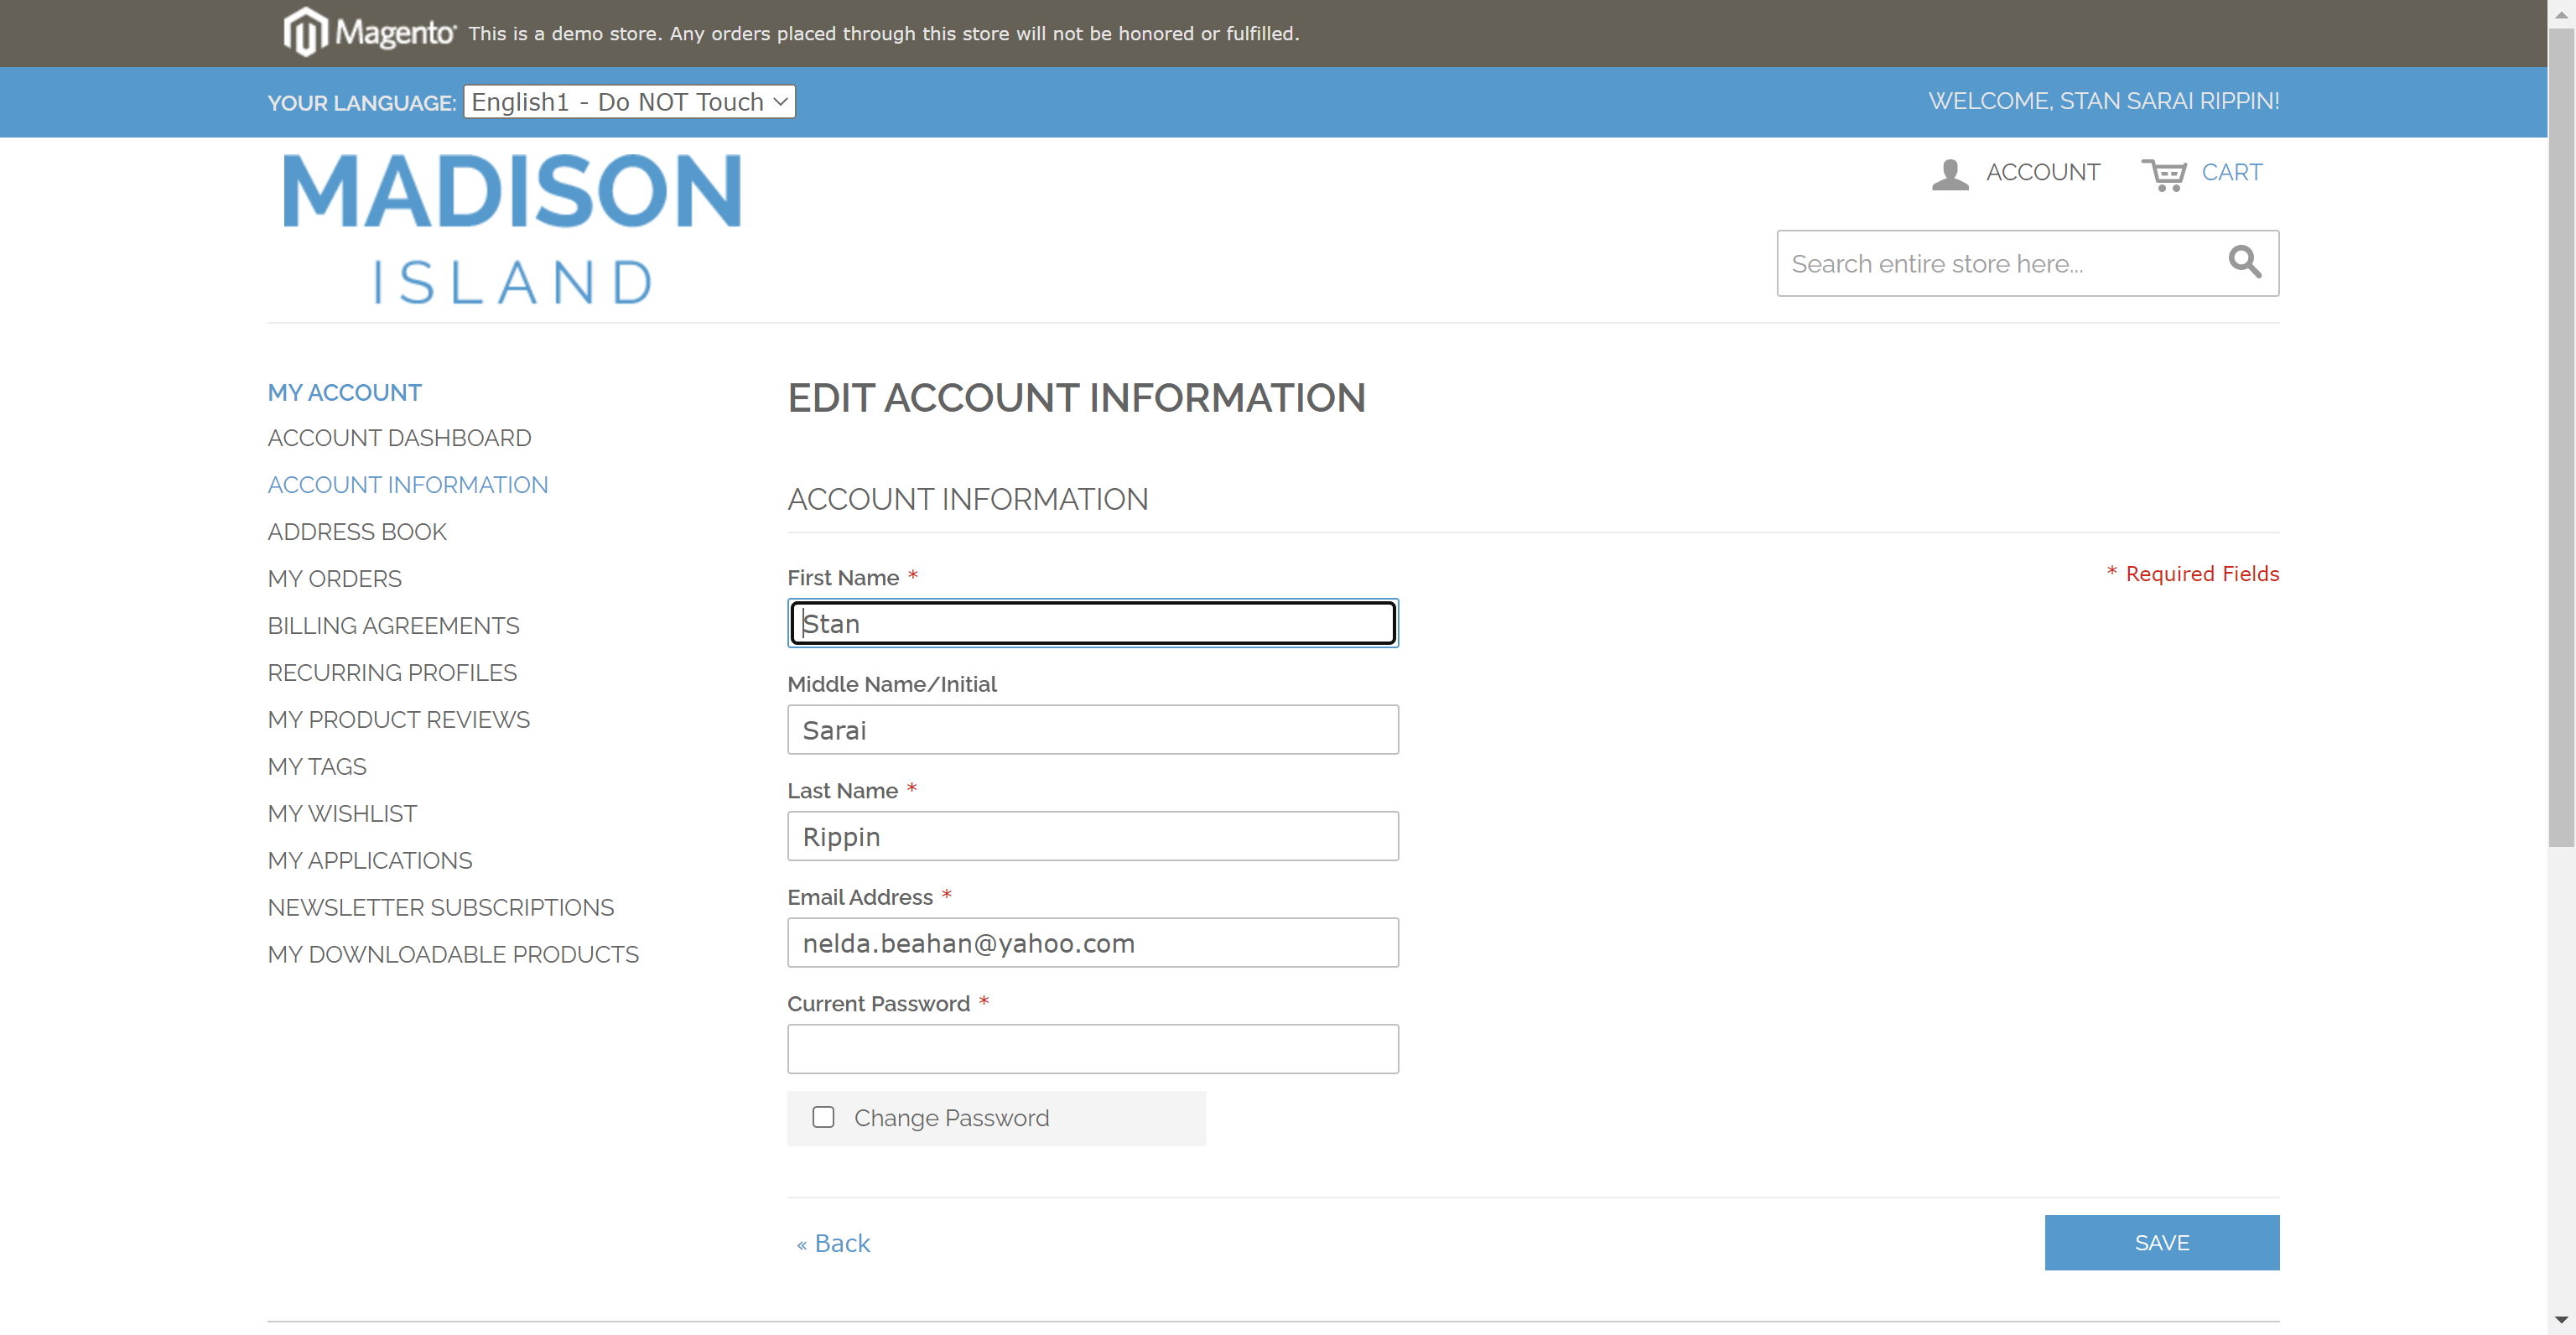 Magento This is a demo store. Any orders placed through this store will not be honored or fulfilled.
YOUR LANGUAGE: English1 - Do NOT Touch
WELCOME, STAN SARAI RIPPIN!
MADISON
ISLAND
ACCOUNT
CART
Search entire store here...
MY ACCOUNT
ACCOUNT DASHBOARD
ACCOUNT INFORMATION
ADDRESS BOOK
MY ORDERS
BILLING AGREEMENTS
RECURRING PROFILES
MY PRODUCT REVIEWS
MY TAGS
MY WISHLIST
MY APPLICATIONS
NEWSLETTER SUBSCRIPTIONS
MY DOWNLOADABLE PRODUCTS
EDIT ACCOUNT INFORMATION
ACCOUNT INFORMATION
* Required Fields
First Name *
Stan
Middle Name/Initial
Sarai
Last Name *
Rippin
Email Address *
nelda.beahan@yahoo.com
Current Password *
Change Password
« Back
SAVE